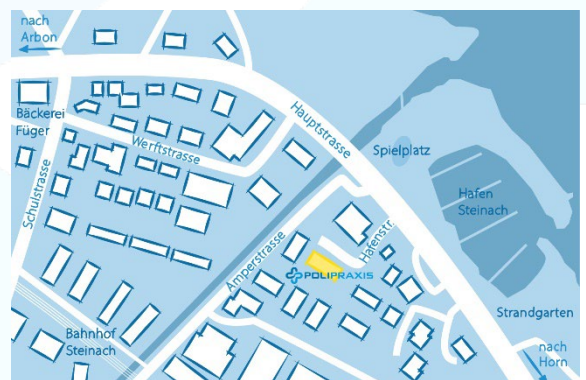 nach
Arbon
Bäckerei
Füger
Schulstrasse
Werftstrasse
Hauptstrasse
Spielplatz
Hafen
Steinach
Amperstrasse
Hafenstr.
POLIPRAXIS
Bahnhof
Steinach
Strandgarten
nach
Horn